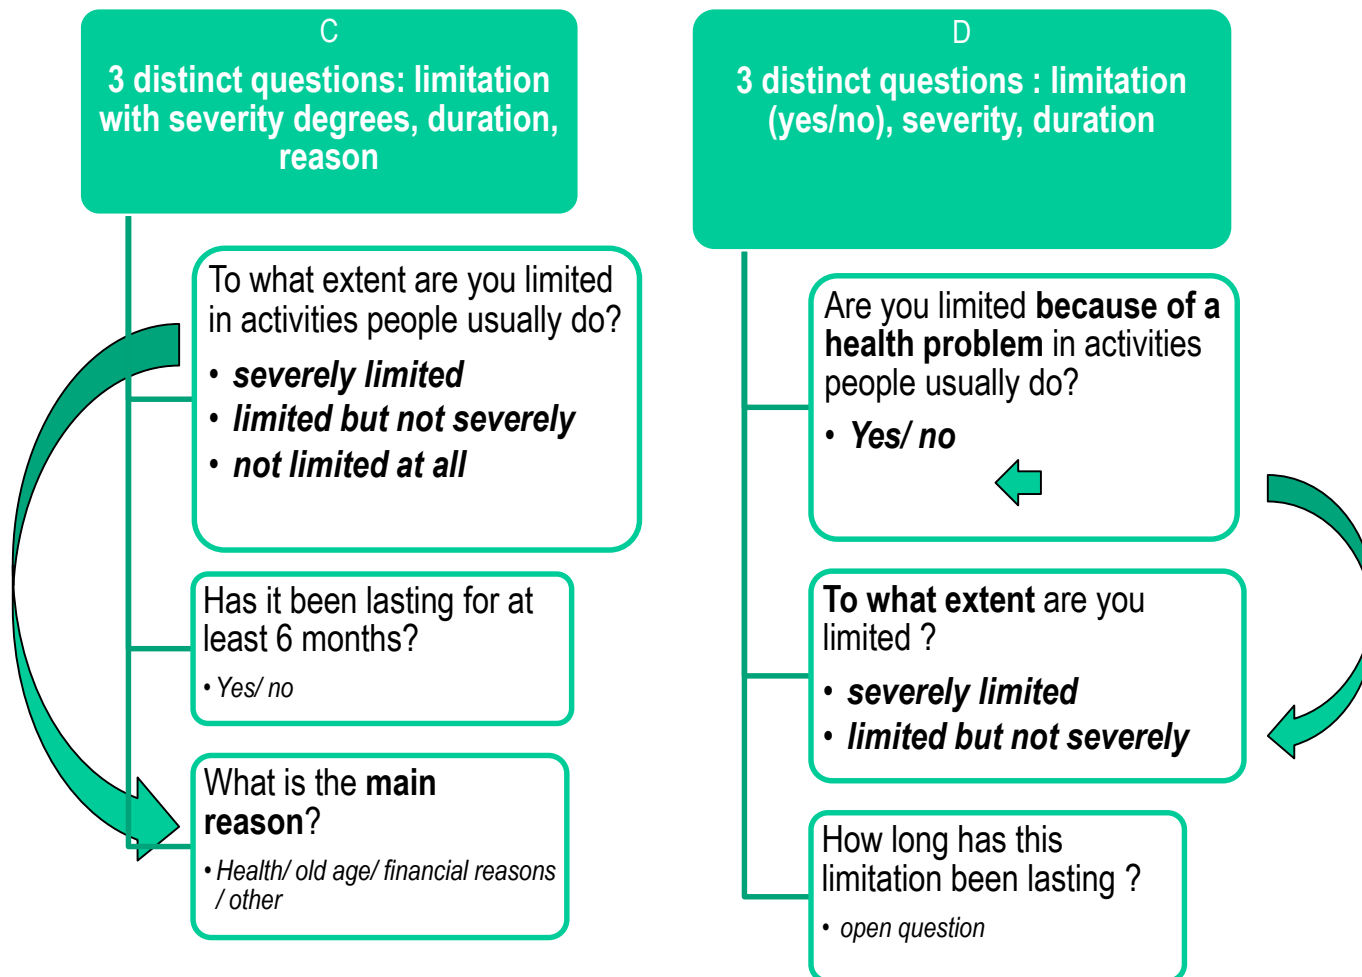 C
3 distinct questions: limitation
with severity degrees, duration,
reason
To what extent are you limited
in activities people usually do?
• severely limited
• limited but not severely
• not limited at all
Has it been lasting for at
least 6 months?
• Yes/ no
What is the main
reason?
• Health/ old age/ financial reasons
/ other
D
3 distinct questions : limitation
(yes/no), severity, duration
Are you limited because of a
health problem in activities
people usually do?
• Yes/ no
To what extent are you
limited ?
• severely limited
• limited but not severely
How long has this
limitation been lasting ?
• open question